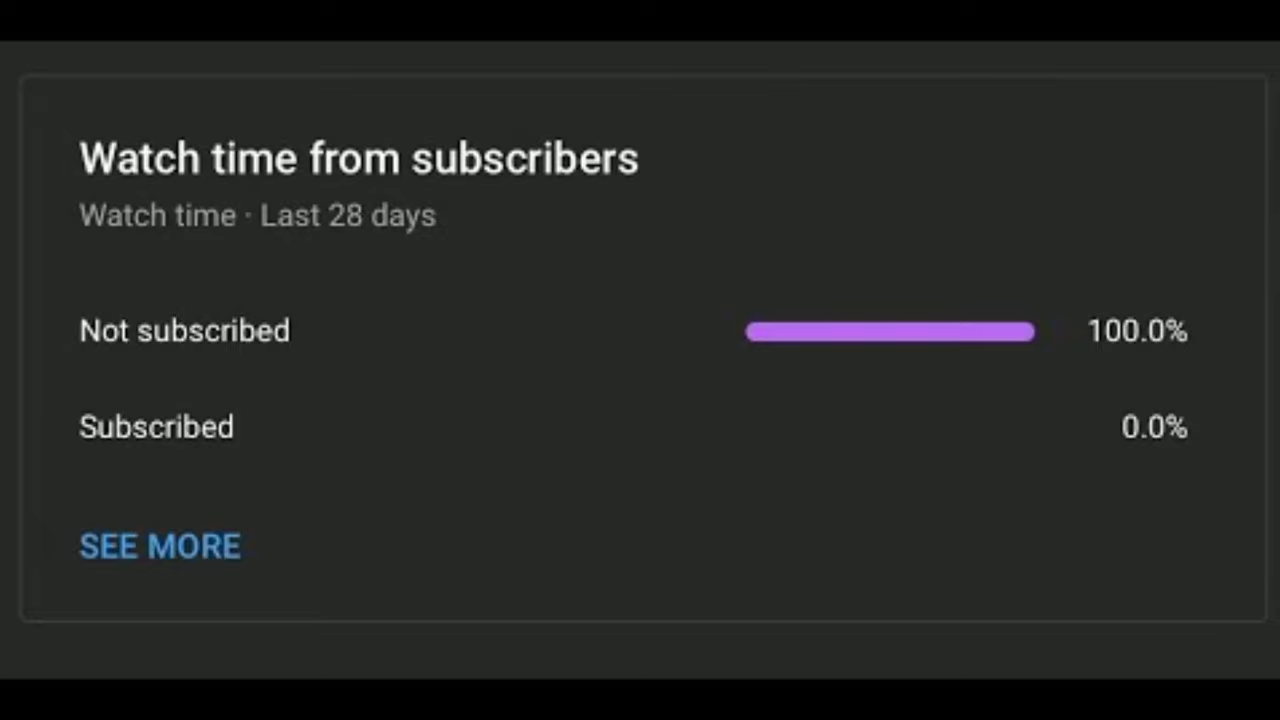 Watch time from subscribers
Watch time · Last 28 days
Not subscribed 100.0%
Subscribed 0.0%
SEE MORE